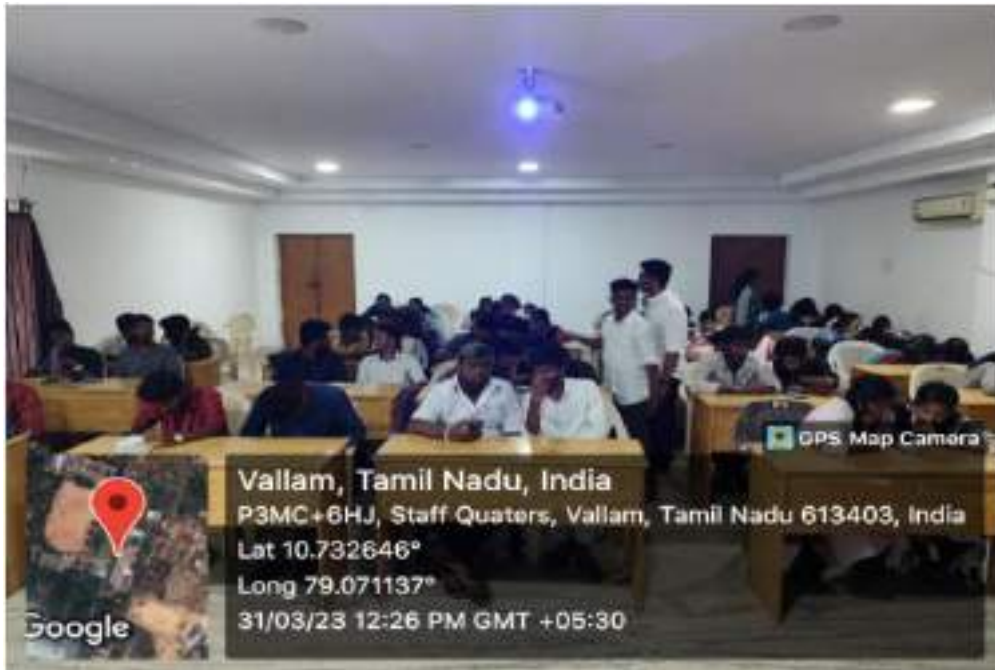 GPS Map Camera
Vallam, Tamil Nadu, India
P3MC+6HJ, Staff Quaters, Vallam, Tamil Nadu 613403, India
Lat 10.732646°
Long 79.071137°
31/03/23 12:26 PM GMT +05:30
Google